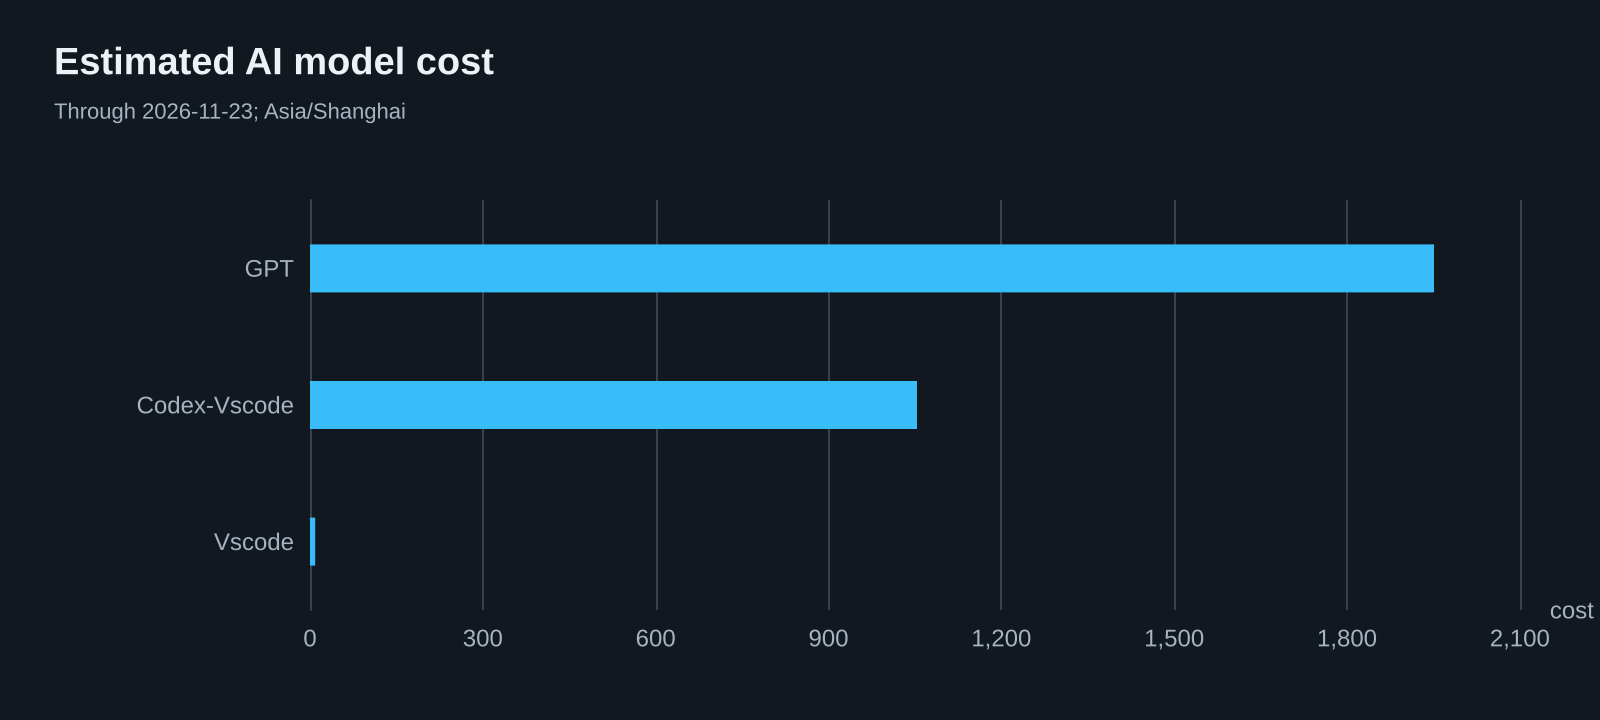 Estimated AI model cost
Through 2026-11-23; Asia/Shanghai
GPT
Codex-Vscode
Vscode
cost
0 300 600 900 1,200 1,500 1,800 2,100